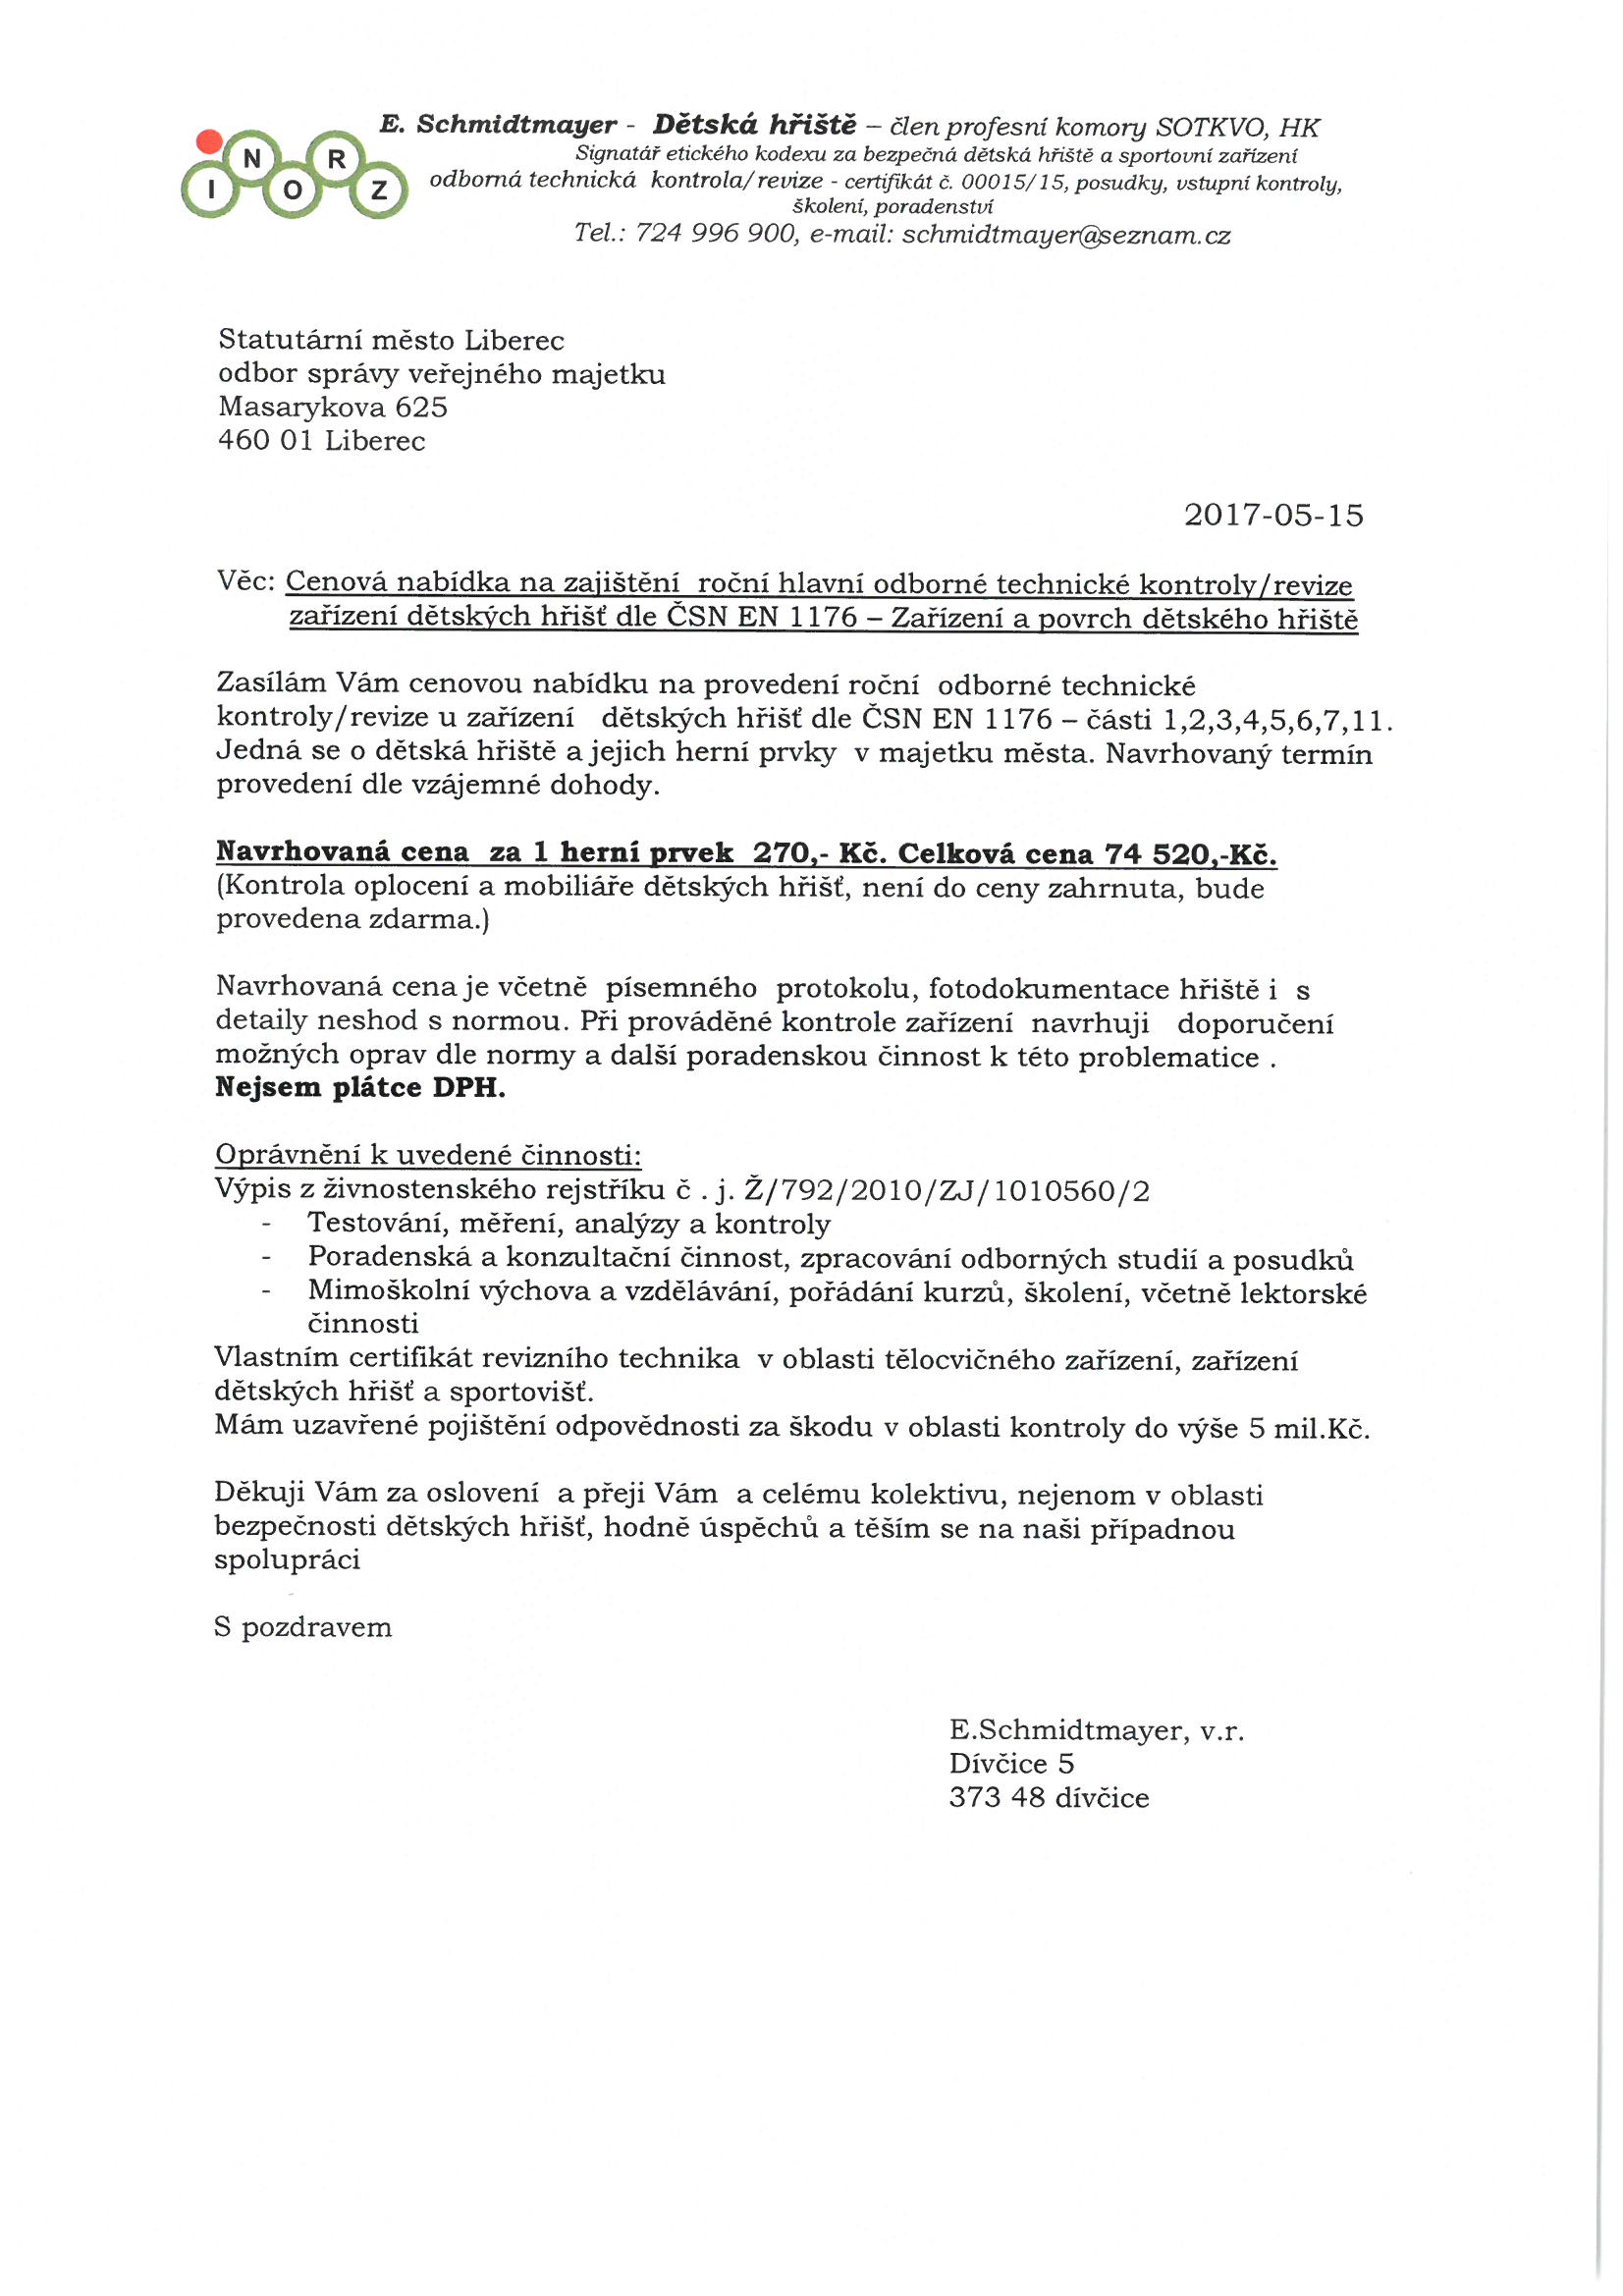 E. Schmidtmayer - Dětská hřiště – člen profesní komory SOTKVO, HK
Signatář etického kodexu za bezpečná dětská hřiště a sportovní zařízení
odborná technická kontrola/revize - certifikát č. 00015/15, posudky, vstupní kontroly,
školení, poradenství
Tel.: 724 996 900, e-mail: schmidtmayer@seznam.cz
I N O R Z
Statutární město Liberec
odbor správy veřejného majetku
Masarykova 625
460 01 Liberec
2017-05-15
Věc: Cenová nabídka na zajištění roční hlavní odborné technické kontroly/revize
zařízení dětských hřišť dle ČSN EN 1176 – Zařízení a povrch dětského hřiště
Zasílám Vám cenovou nabídku na provedení roční odborné technické
kontroly/revize u zařízení dětských hřišť dle ČSN EN 1176 – části 1,2,3,4,5,6,7,11.
Jedná se o dětská hřiště a jejich herní prvky v majetku města. Navrhovaný termín
provedení dle vzájemné dohody.
Navrhovaná cena za 1 herní prvek 270,- Kč. Celková cena 74 520,-Kč.
(Kontrola oplocení a mobiliáře dětských hřišť, není do ceny zahrnuta, bude
provedena zdarma.)
Navrhovaná cena je včetně písemného protokolu, fotodokumentace hřiště i s
detaily neshod s normou. Při prováděné kontrole zařízení navrhuji doporučení
možných oprav dle normy a další poradenskou činnost k této problematice .
Nejsem plátce DPH.
Oprávnění k uvedené činnosti:
Výpis z živnostenského rejstříku č . j. Ž/792/2010/ZJ/1010560/2
- Testování, měření, analýzy a kontroly
- Poradenská a konzultační činnost, zpracování odborných studií a posudků
- Mimoškolní výchova a vzdělávání, pořádání kurzů, školení, včetně lektorské
činnosti
Vlastním certifikát revizního technika v oblasti tělocvičného zařízení, zařízení
dětských hřišť a sportovišť.
Mám uzavřené pojištění odpovědnosti za škodu v oblasti kontroly do výše 5 mil.Kč.
Děkuji Vám za oslovení a přeji Vám a celému kolektivu, nejenom v oblasti
bezpečnosti dětských hřišť, hodně úspěchů a těším se na naši případnou
spolupráci
S pozdravem
E.Schmidtmayer, v.r.
Dívčice 5
373 48 dívčice